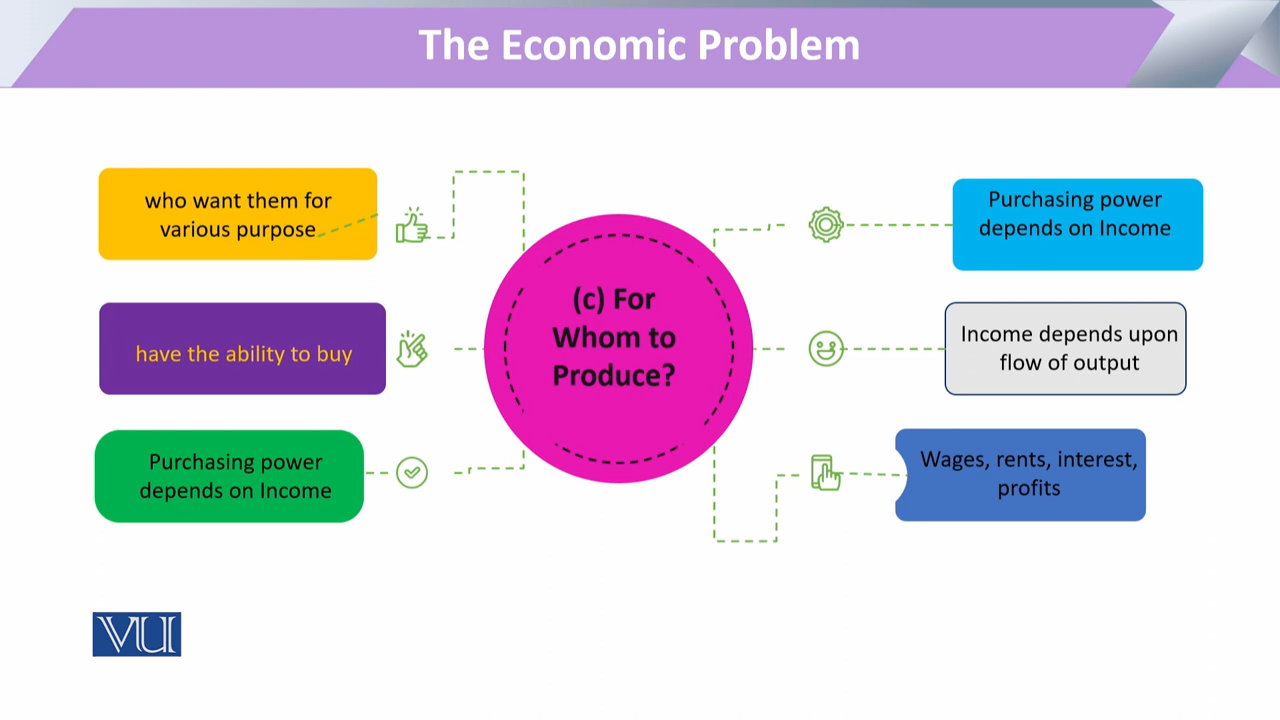 The Economic Problem
who want them for
various purpose
have the ability to buy
Purchasing power
depends on Income
(c) For
Whom to
Produce?
Purchasing power
depends on Income
Income depends upon
flow of output
Wages, rents, interest,
profits
VU